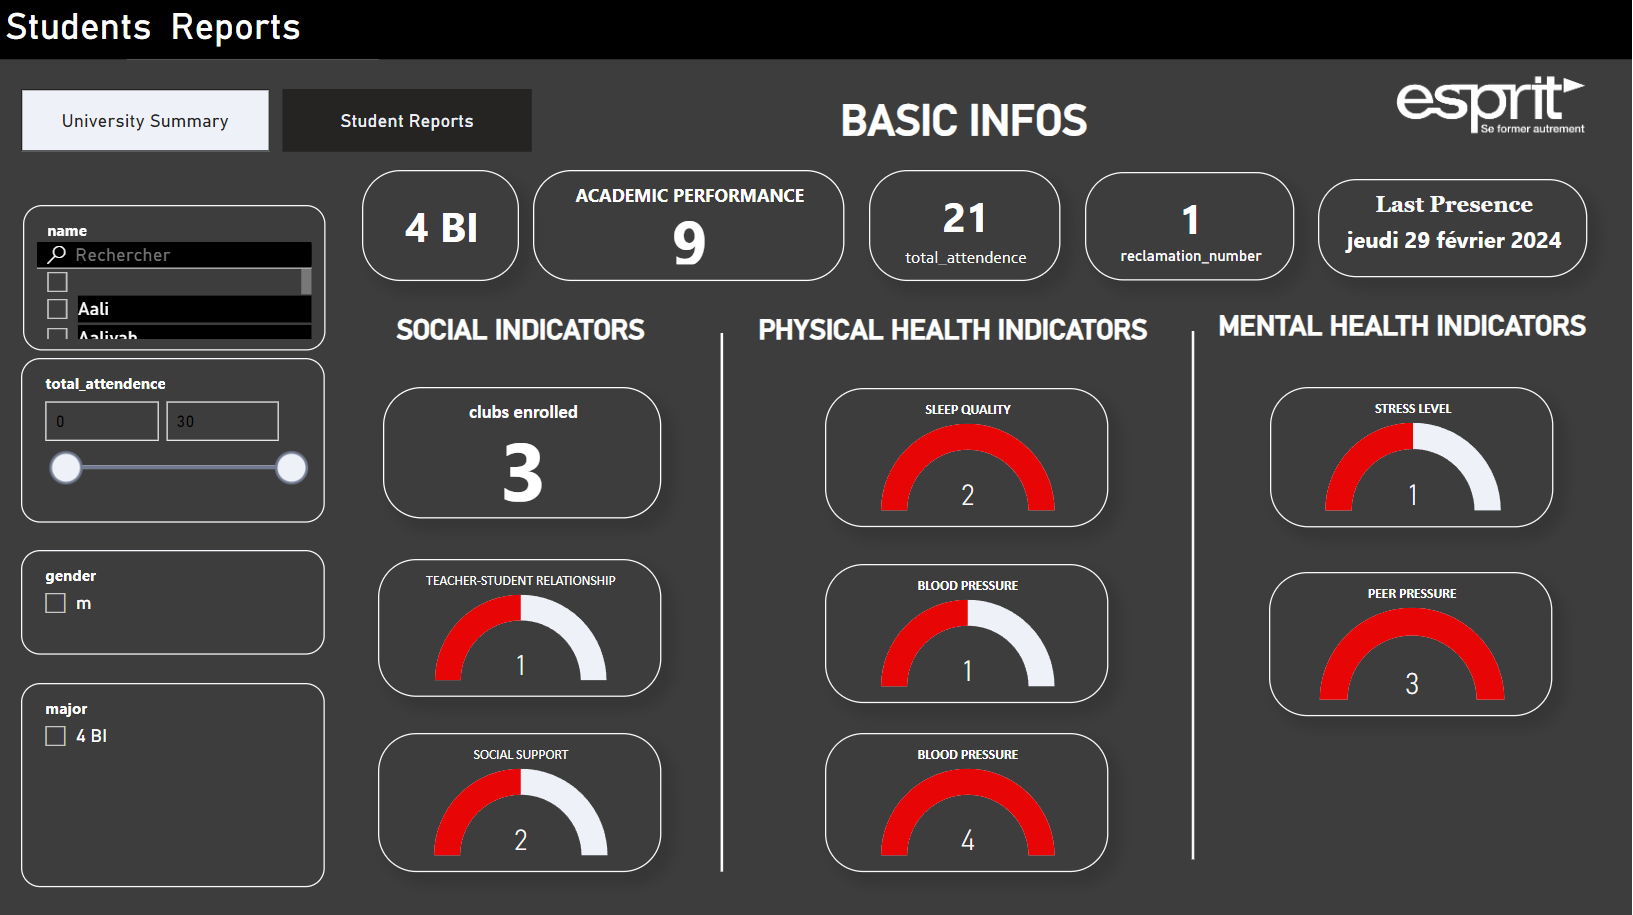 Students Reports
University Summary
Student Reports
BASIC INFOS
esprit
Se former autrement
name
Rechercher
Aali
Aaliyah
total_attendence
0
30
gender
m
major
4 BI
4 BI
ACADEMIC PERFORMANCE
9
21
total_attendence
1
reclamation_number
Last Presence
jeudi 29 février 2024
SOCIAL INDICATORS
clubs enrolled
3
TEACHER-STUDENT RELATIONSHIP
1
SOCIAL SUPPORT
2
PHYSICAL HEALTH INDICATORS
SLEEP QUALITY
2
BLOOD PRESSURE
1
BLOOD PRESSURE
4
MENTAL HEALTH INDICATORS
STRESS LEVEL
1
PEER PRESSURE
3